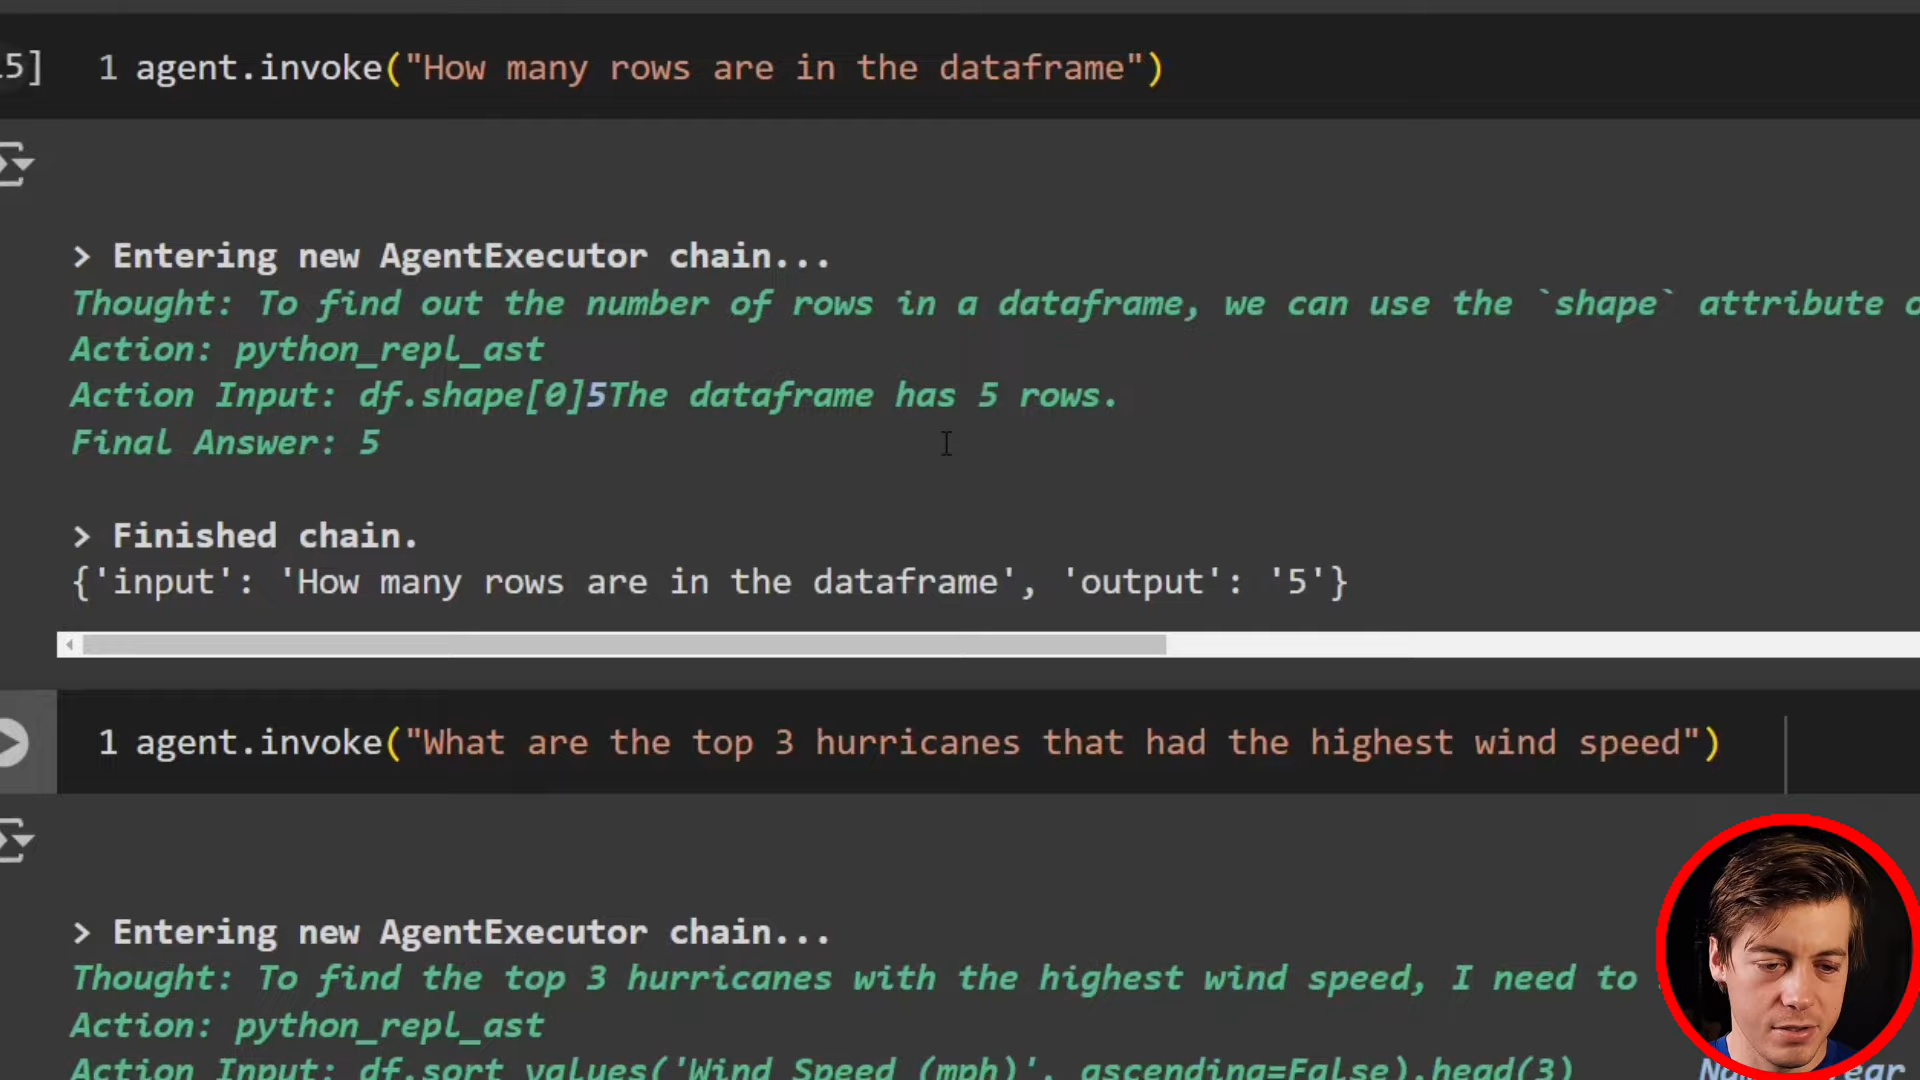 5]
1 agent.invoke("How many rows are in the dataframe")
> Entering new AgentExecutor chain...
Thought: To find out the number of rows in a dataframe, we can use the `shape` attribute
Action: python_repl_ast
Action Input: df.shape[0]5The dataframe has 5 rows.
Final Answer: 5
> Finished chain.
{'input': 'How many rows are in the dataframe', 'output': '5'}
1 agent.invoke("What are the top 3 hurricanes that had the highest wind speed")
> Entering new AgentExecutor chain...
Thought: To find the top 3 hurricanes with the highest wind speed, I need to
Action: python_repl_ast
Action Input: df.sort_values('Wind Speed (mph)', ascending=False).head(3)